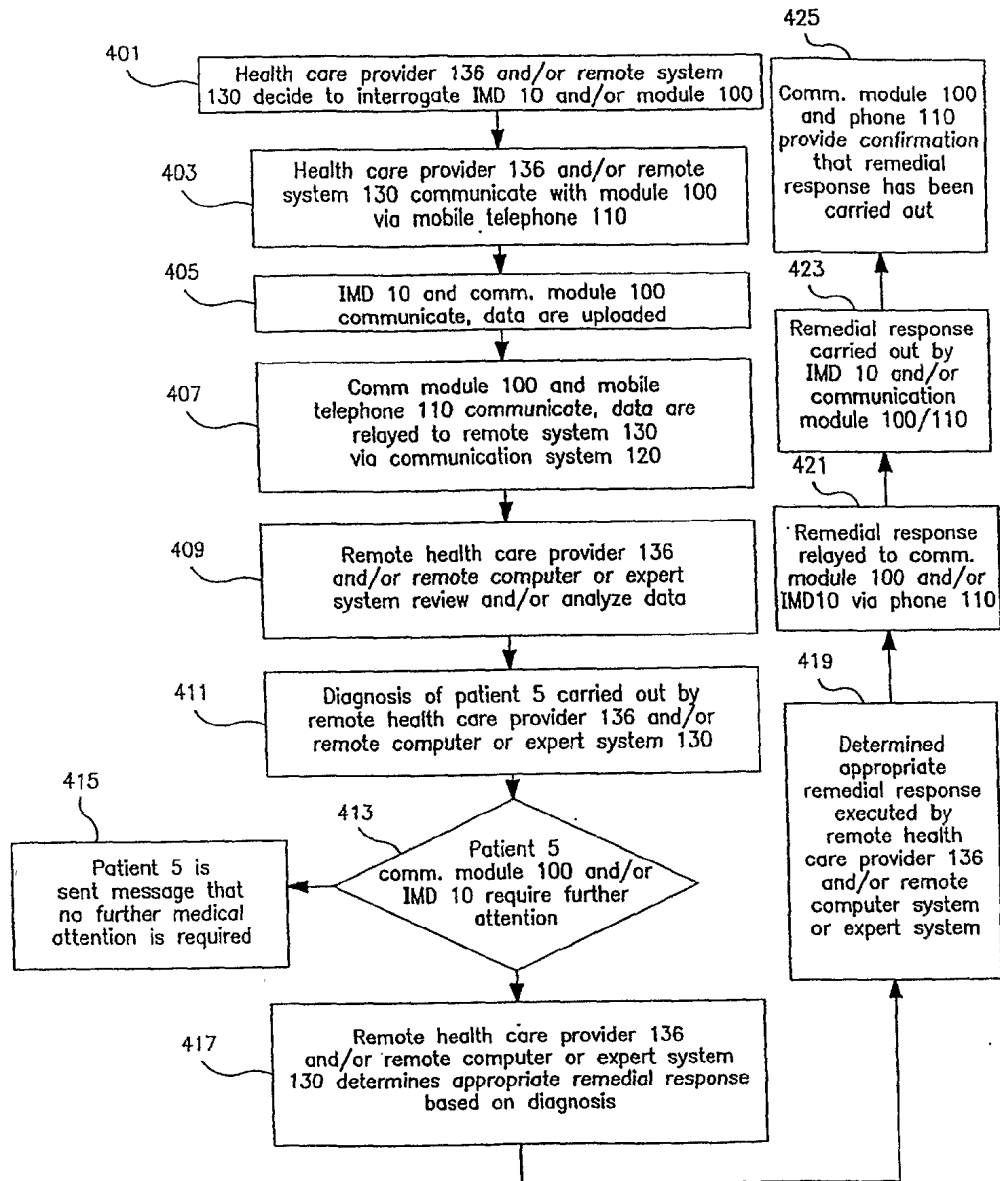 401
Health care provider 136 and/or remote system
130 decide to interrogate IMD 10 and/or module 100
403
Health care provider 136 and/or remote
system 130 communicate with module 100
via mobile telephone 110
405
IMD 10 and comm. module 100
communicate, data are uploaded
407
Comm module 100 and mobile
telephone 110 communicate, data are
relayed to remote system 130
via communication system 120
409
Remote health care provider 136
and/or remote computer or expert
system review and/or analyze data
411
Diagnosis of patient 5 carried out by
remote health care provider 136 and/or
remote computer or expert system 130
413
Patient 5
comm. module 100 and/or
IMD 10 require further
attention
415
Patient 5 is
sent message that
no further medical
attention is required
417
Remote health care provider 136
and/or remote computer or expert system
130 determines appropriate remedial response
based on diagnosis
419
Determined
appropriate
remedial response
executed by
remote health
care provider 136
and/or remote
computer system
or expert system
421
Remedial response
relayed to comm.
module 100 and/or
IMD10 via phone 110
423
Remedial response
carried out by
IMD 10 and/or
communication
module 100/110
425
Comm. module 100
and phone 110
provide confirmation
that remedial
response has been
carried out